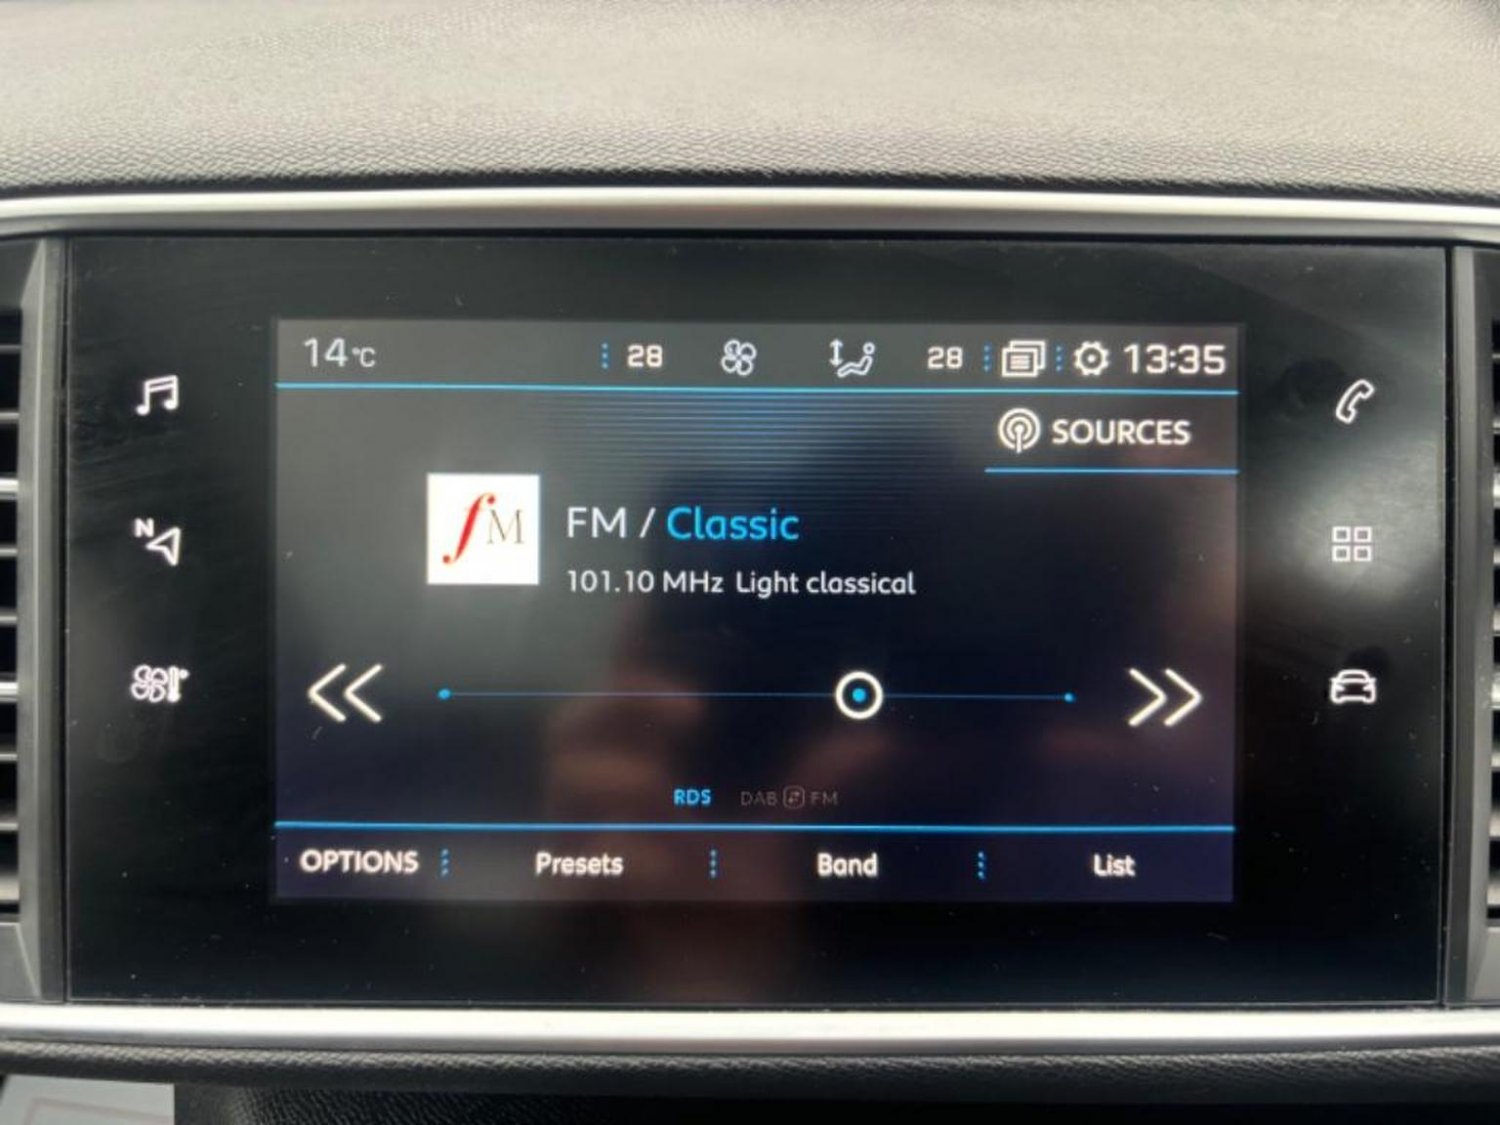 14°C 28 28 13:35
SOURCES
fM
FM / Classic
101.10 MHz Light classical
N
RDS DAB FM
OPTIONS Presets Band List